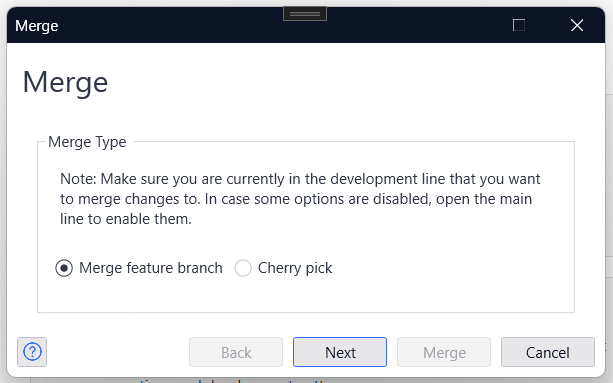 Merge
Merge
Merge Type
Note: Make sure you are currently in the development line that you want
to merge changes to. In case some options are disabled, open the main
line to enable them.
Merge feature branch Cherry pick
? Back Next Merge Cancel